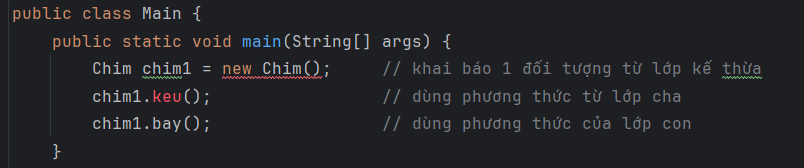 public class Main {
public static void main(String[] args) {
Chim chim1 = new Chim(); // khai báo 1 đối tượng từ lớp kế thừa
chim1.keu(); // dùng phương thức từ lớp cha
chim1.bay(); // dùng phương thức của lớp con
}